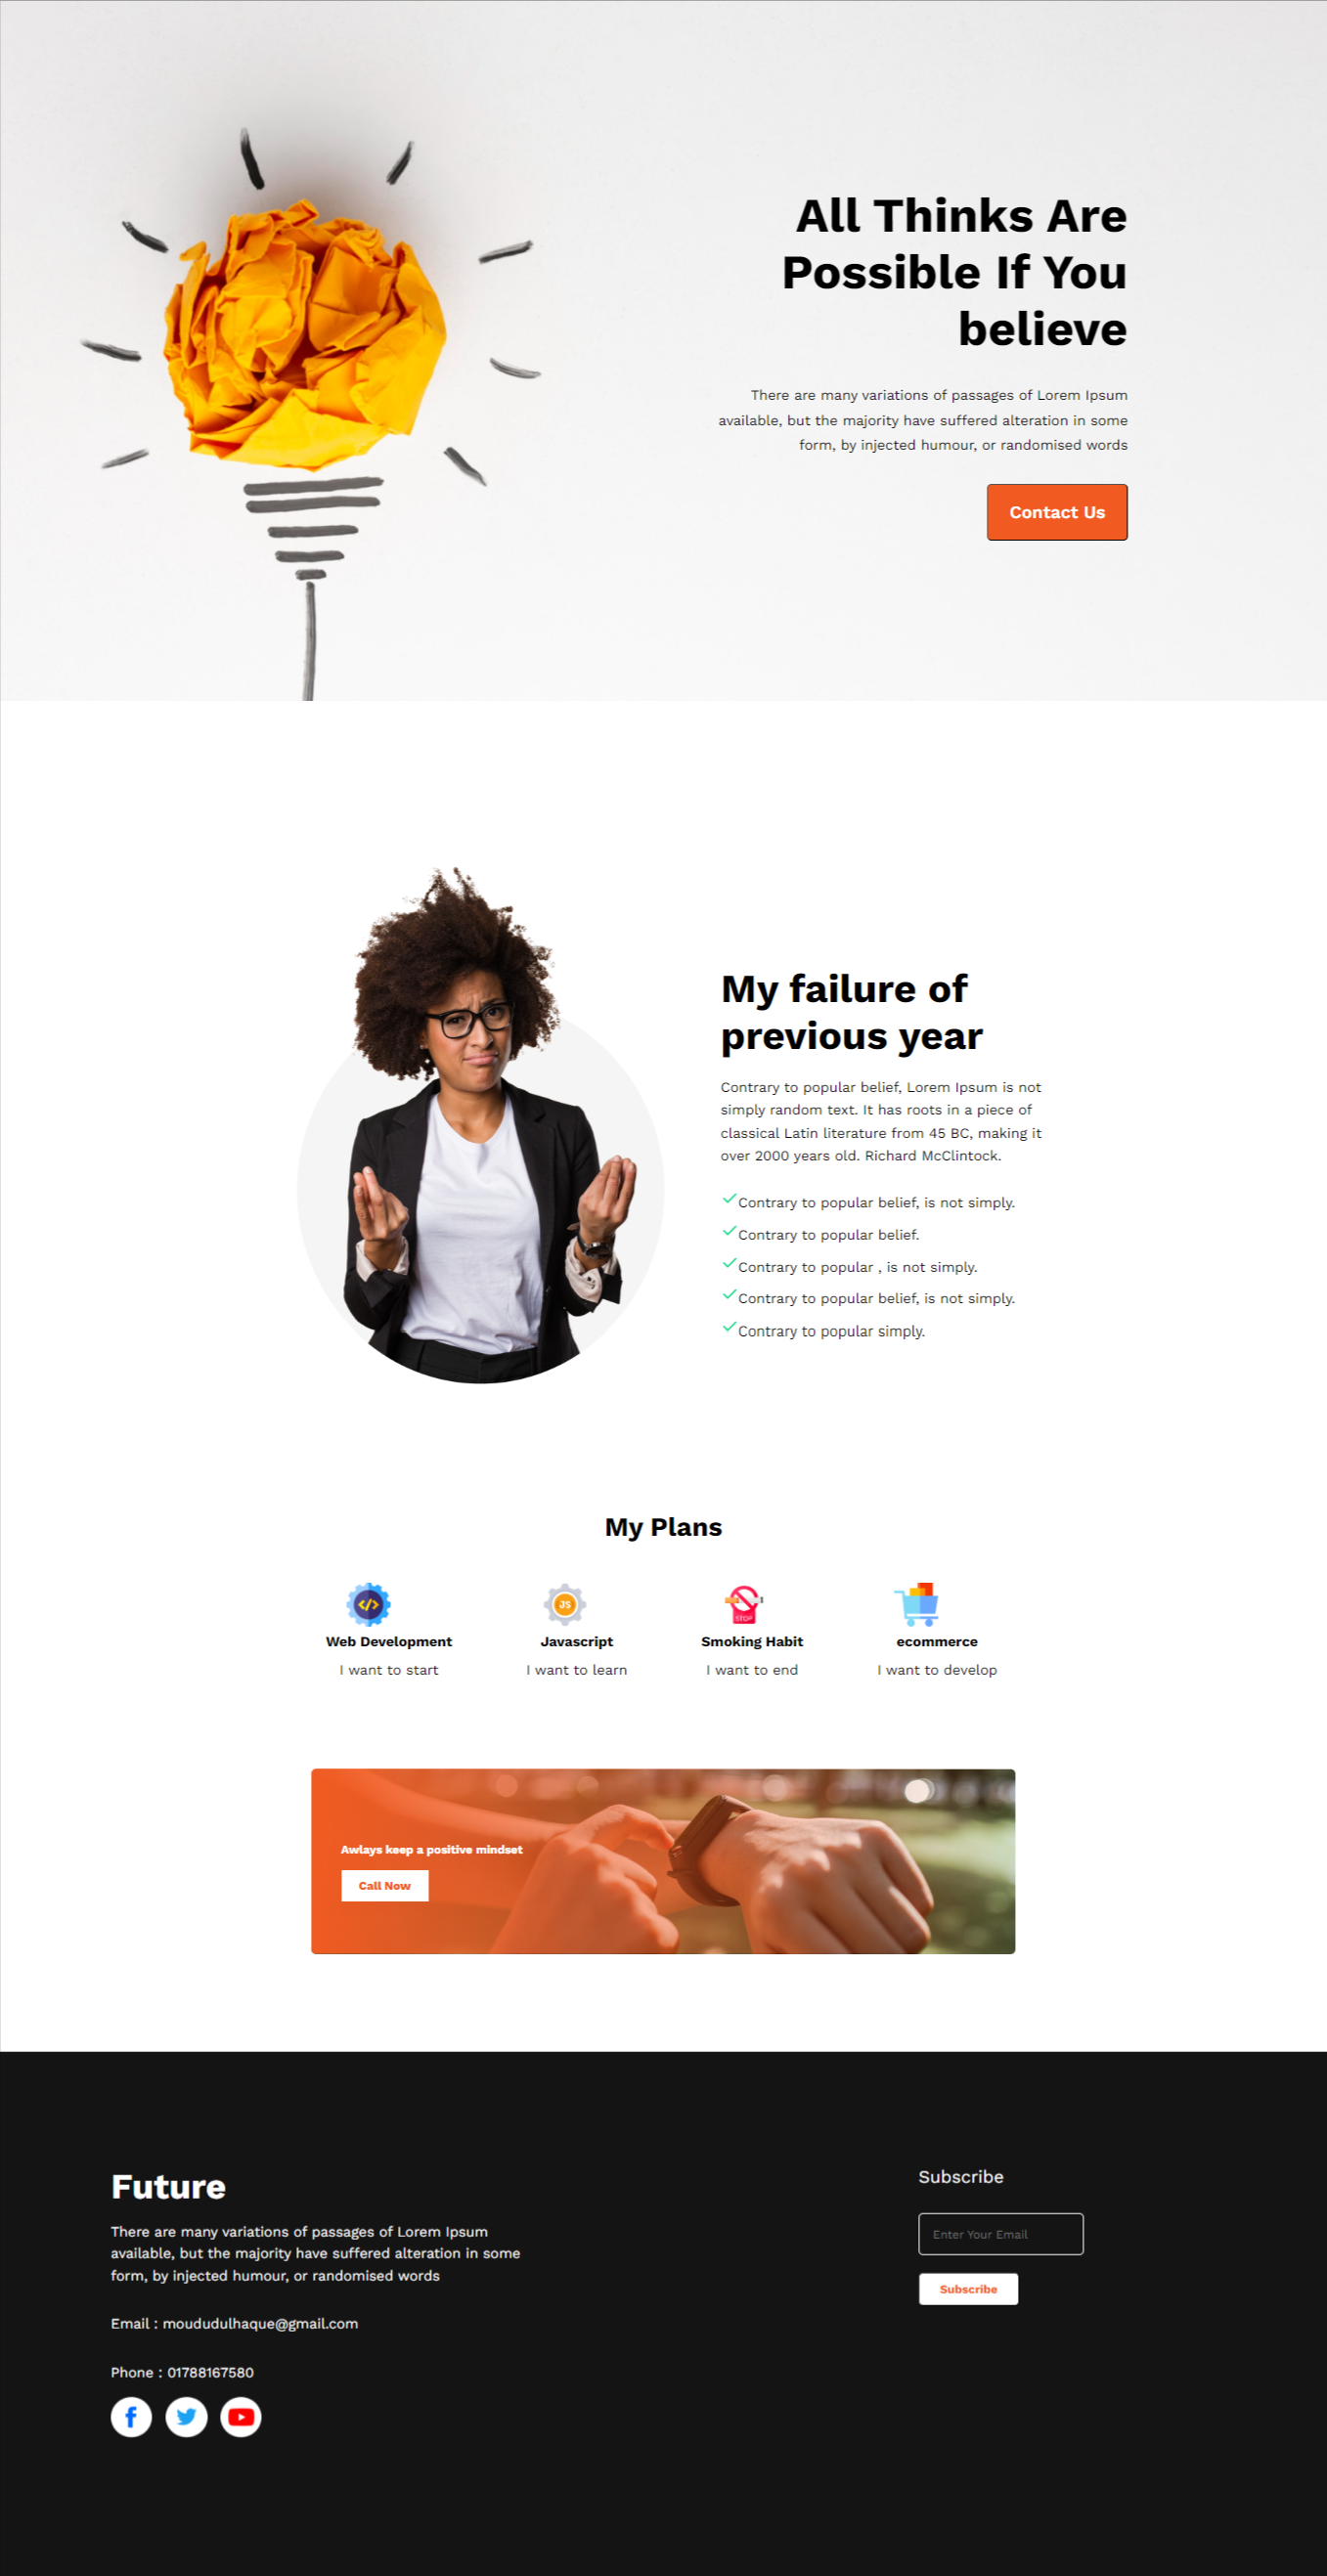 All Thinks Are
Possible If You
believe
There are many variations of passages of Lorem Ipsum
available, but the majority have suffered alteration in some
form, by injected humour, or randomised words
Contact Us
My failure of
previous year
Contrary to popular belief, Lorem Ipsum is not
simply random text. It has roots in a piece of
classical Latin literature from 45 BC, making it
over 2000 years old. Richard McClintock.
Contrary to popular belief, is not simply.
Contrary to popular belief.
Contrary to popular , is not simply.
Contrary to popular belief, is not simply.
Contrary to popular simply.
My Plans
</>
JS
STOP
Web Development
Javascript
Smoking Habit
ecommerce
I want to start
I want to learn
I want to end
I want to develop
Awlays keep a positive mindset
Call Now
Future
There are many variations of passages of Lorem Ipsum
available, but the majority have suffered alteration in some
form, by injected humour, or randomised words
Email : moududulhaque@gmail.com
Phone : 01788167580
Subscribe
Enter Your Email
Subscribe